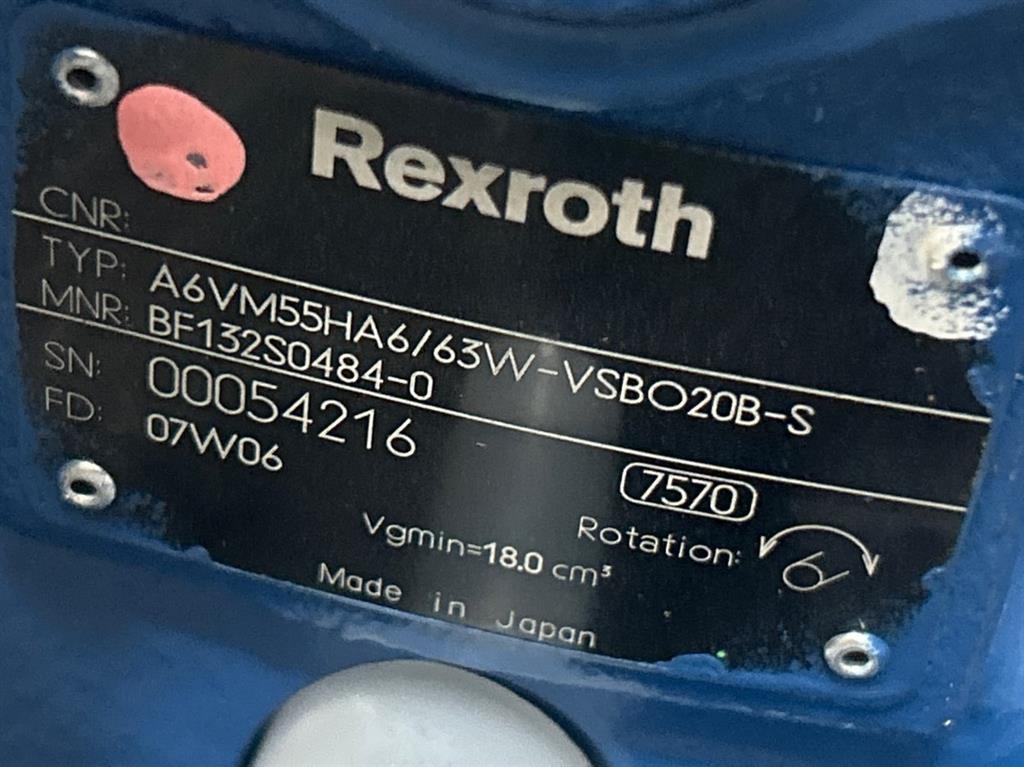 Rexroth
CNR:
TYP: A6VM55HA6/63W-VSBO20B-S
MNR: BF132S0484-0
SN: 00054216
FD: 07W06
7570
Rotation:
Vgmin=18.0 cm³
Made in Japan